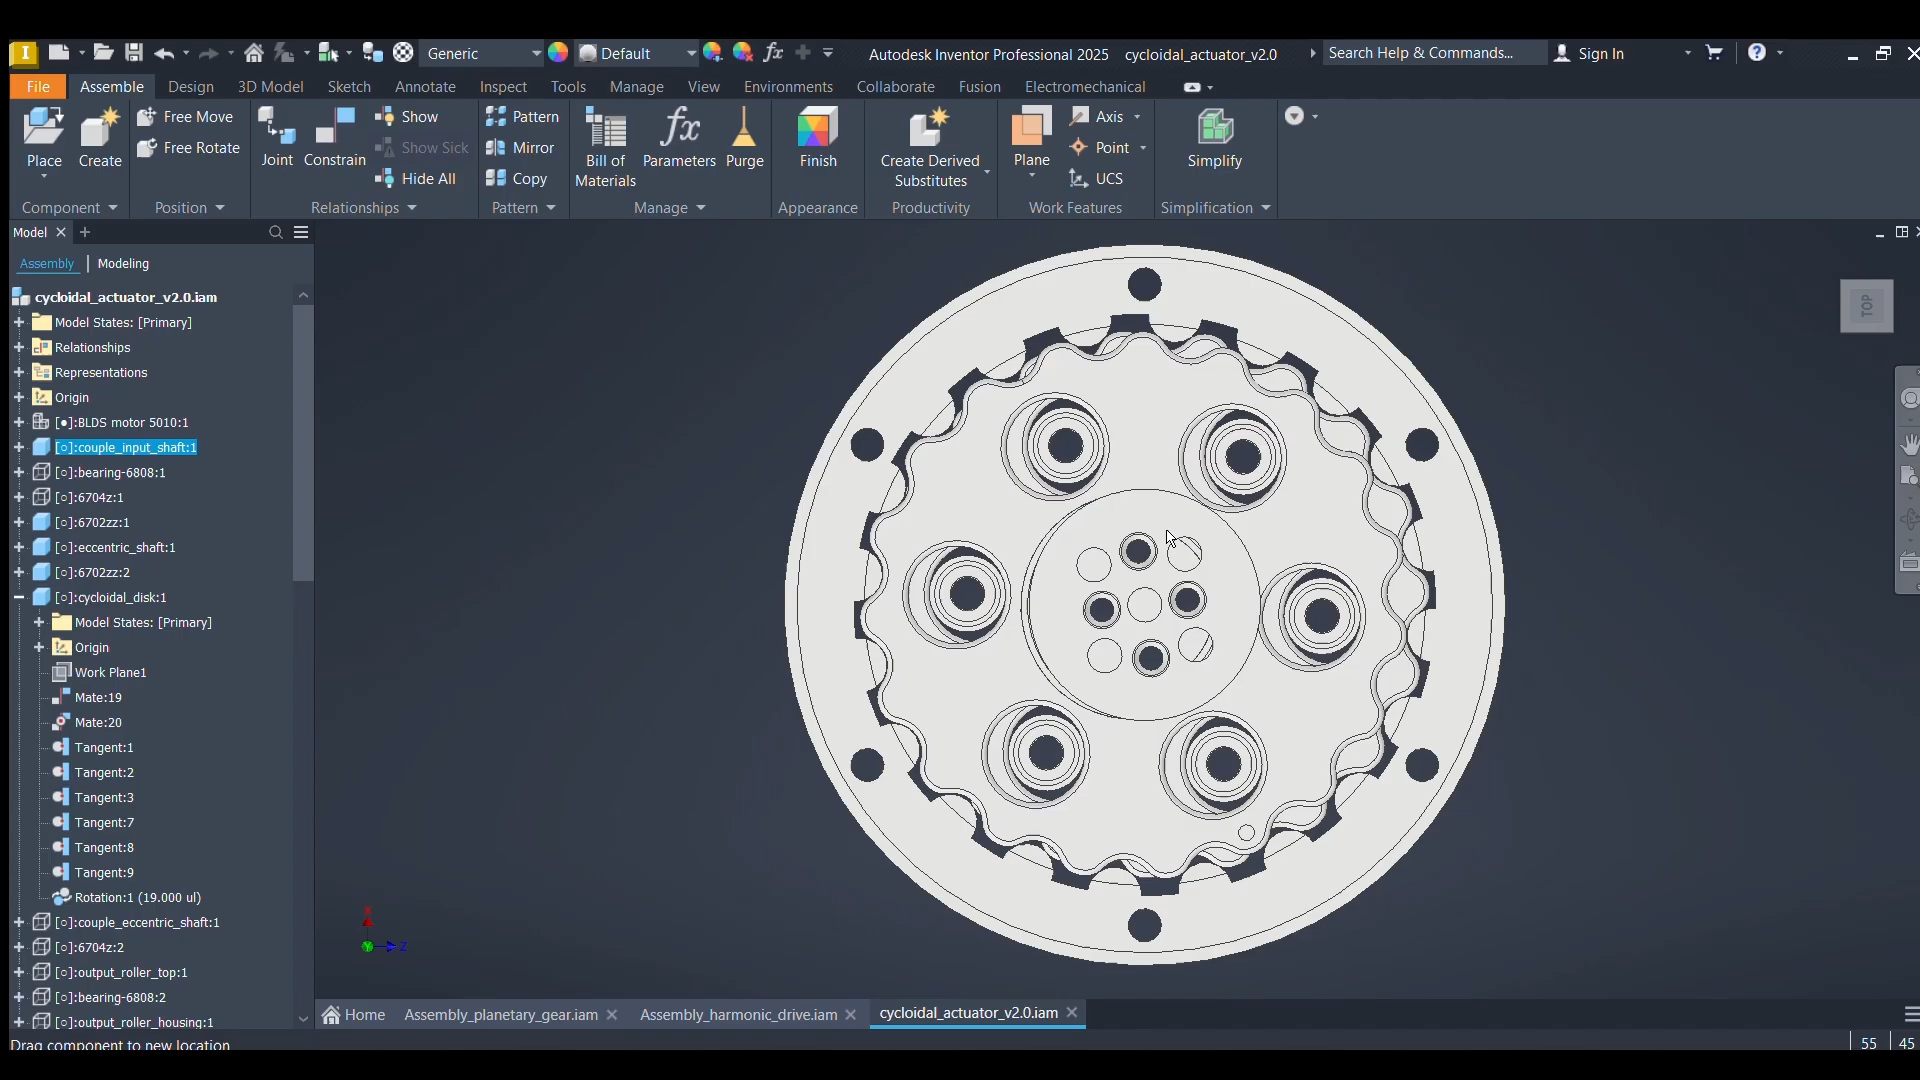 Generic
Default
Autodesk Inventor Professional 2025 cycloidal_actuator_v2.0
Search Help & Commands...
Sign In
File
Assemble
Design
3D Model
Sketch
Annotate
Inspect
Tools
Manage
View
Environments
Collaborate
Fusion
Electromechanical
Place
Create
Free Move
Free Rotate
Joint
Constrain
Show
Show Sick
Hide All
Pattern
Mirror
Copy
Bill of
Materials
Parameters
Purge
Finish
Create Derived
Substitutes
Plane
Axis
Point
UCS
Simplify
Component
Position
Relationships
Pattern
Manage
Appearance
Productivity
Work Features
Simplification
Model
Assembly
Modeling
cycloidal_actuator_v2.0.iam
Model States: [Primary]
Relationships
Representations
Origin
[●]:BLDS motor 5010:1
[○]:couple_input_shaft:1
[○]:bearing-6808:1
[○]:6704z:1
[○]:6702zz:1
[○]:eccentric_shaft:1
[○]:6702zz:2
[○]:cycloidal_disk:1
Model States: [Primary]
Origin
Work Plane1
Mate:19
Mate:20
Tangent:1
Tangent:2
Tangent:3
Tangent:7
Tangent:8
Tangent:9
Rotation:1 (19.000 ul)
[○]:couple_eccentric_shaft:1
[○]:6704z:2
[○]:output_roller_top:1
[○]:bearing-6808:2
[○]:output_roller_housing:1
TOP
Z
Home
Assembly_planetary_gear.iam
Assembly_harmonic_drive.iam
cycloidal_actuator_v2.0.iam
Drag component to new location
55
45